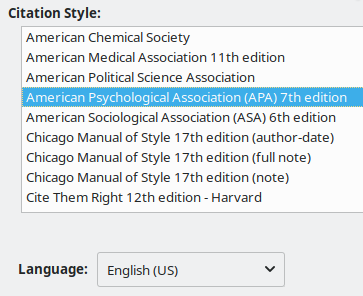 Citation Style:
American Chemical Society
American Medical Association 11th edition
American Political Science Association
American Psychological Association (APA) 7th edition
American Sociological Association (ASA) 6th edition
Chicago Manual of Style 17th edition (author-date)
Chicago Manual of Style 17th edition (full note)
Chicago Manual of Style 17th edition (note)
Cite Them Right 12th edition - Harvard
Language: English (US)